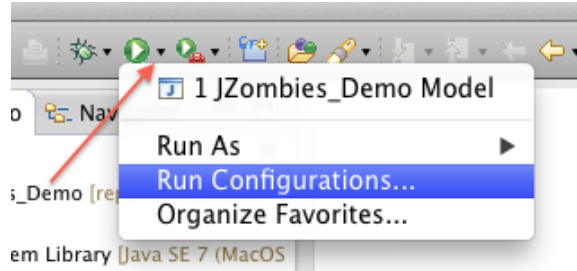 1 JZombies_Demo Model
o Nav
Run As
Run Configurations...
s_Demo [re
Organize Favorites...
em Library [Java SE 7 (MacOS